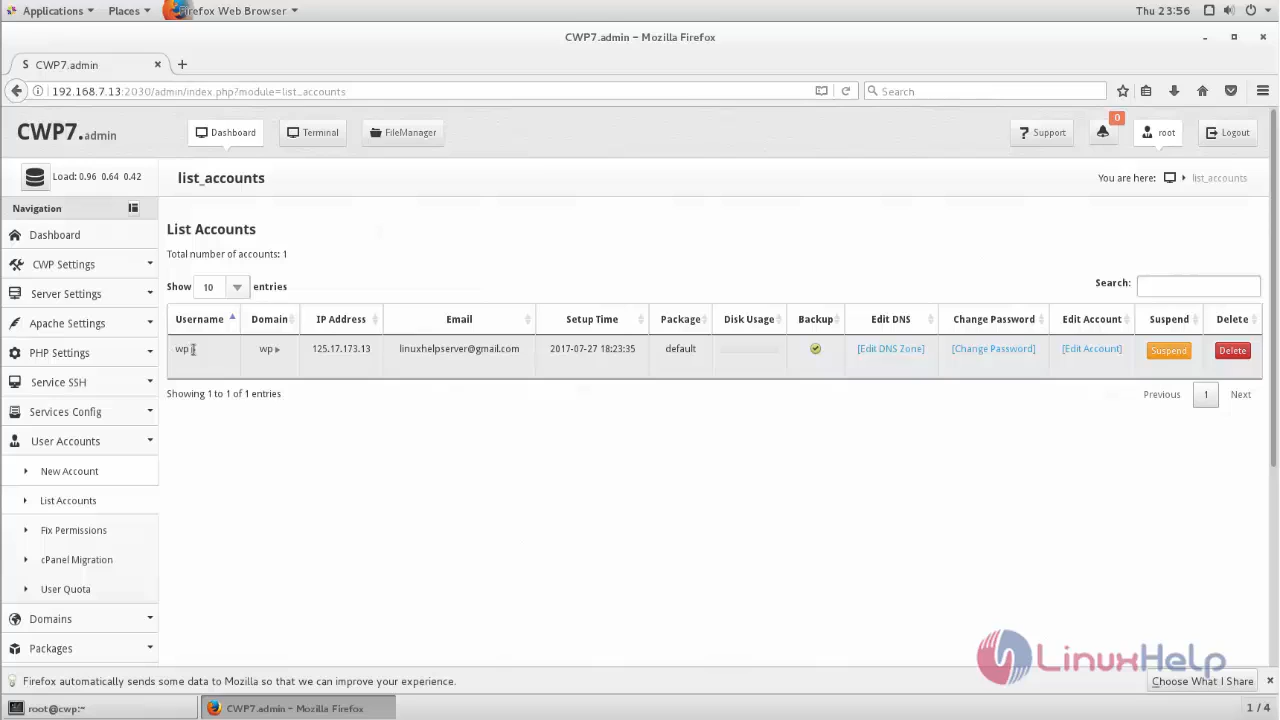 Applications Places Firefox Web Browser Thu 23:56
CWP7.admin – Mozilla Firefox
S CWP7.admin
192.168.7.13:2030/admin/index.php?module=list_accounts Search
CWP7.admin Dashboard Terminal FileManager ? Support 0 root Logout
Load: 0.96 0.64 0.42 list_accounts You are here: list_accounts
Navigation
Dashboard
CWP Settings
Server Settings
Apache Settings
PHP Settings
Service SSH
Services Config
User Accounts
New Account
List Accounts
Fix Permissions
cPanel Migration
User Quota
Domains
Packages
List Accounts
Total number of accounts: 1
Show 10 entries Search:
Username Domain IP Address Email Setup Time Package Disk Usage Backup Edit DNS Change Password Edit Account Suspend Delete
wp wp 125.17.173.13 linuxhelpserver@gmail.com 2017-07-27 18:23:35 default [Edit DNS Zone] [Change Password] [Edit Account] Suspend Delete
Showing 1 to 1 of 1 entries Previous 1 Next
LinuxHelp
Firefox automatically sends some data to Mozilla so that we can improve your experience. Choose What I Share
root@cwp:~ CWP7.admin – Mozilla Firefox 1 / 4